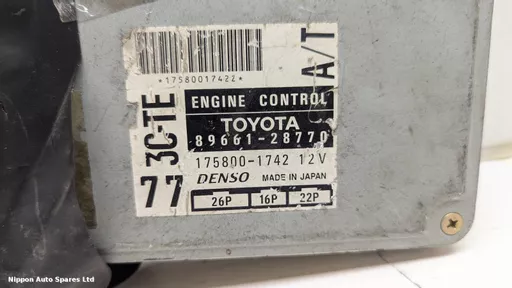 *17580017422*
A/T
3C-TE
77
ENGINE CONTROL
TOYOTA
89661-28770
175800-1742 12V
DENSO MADE IN JAPAN
26P 16P 22P
Nippon Auto Spares Ltd